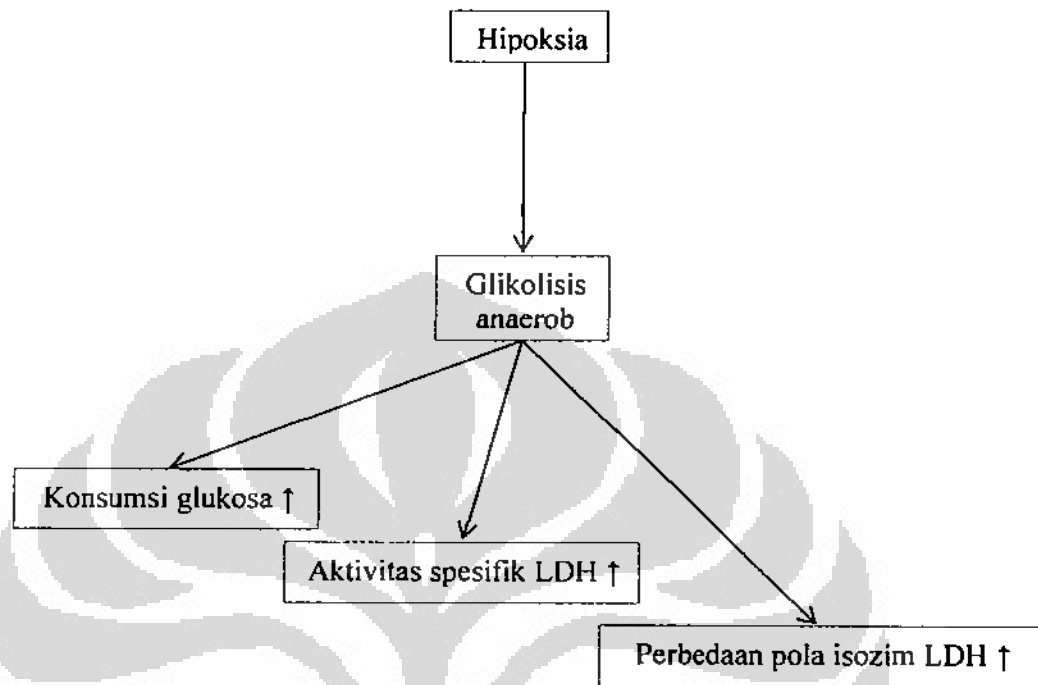 Hipoksia
Glikolisis
anaerob
Konsumsi glukosa ↑
Aktivitas spesifik LDH ↑
Perbedaan pola isozim LDH ↑